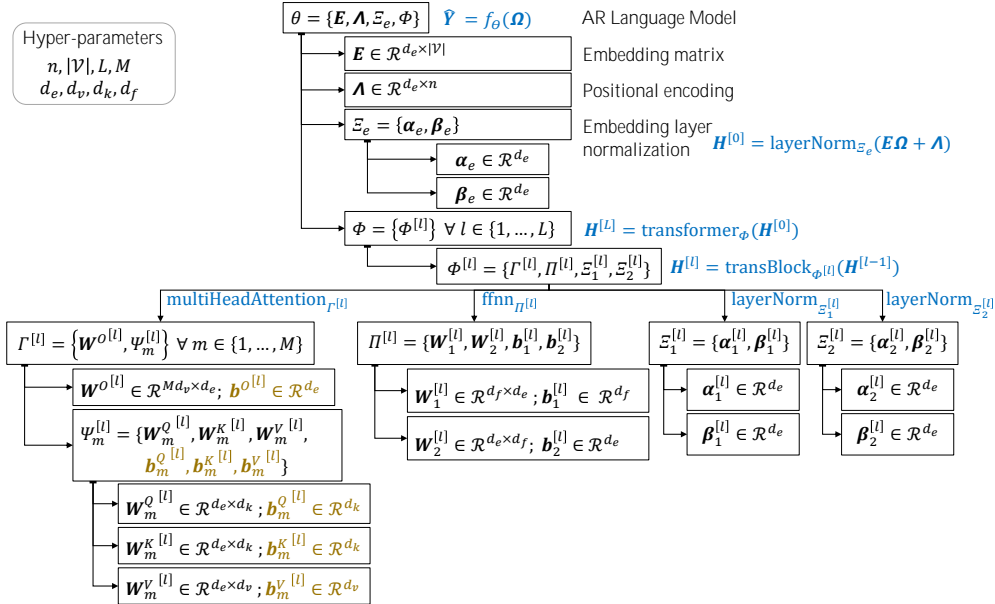 Hyper-parameters
n, |𝒱|, L, M
d_e, d_v, d_k, d_f
θ = {E, Λ, Ξ_e, Φ} Ŷ = f_θ(Ω) AR Language Model
E ∈ ℛ^{d_e×|𝒱|} Embedding matrix
Λ ∈ ℛ^{d_e×n} Positional encoding
Ξ_e = {α_e, β_e} Embedding layer
normalization H^{[0]} = layerNorm_{Ξ_e}(EΩ + Λ)
α_e ∈ ℛ^{d_e}
β_e ∈ ℛ^{d_e}
Φ = {Φ^{[l]} } ∀ l ∈ {1, …, L} H^{[L]} = transformer_Φ(H^{[0]})
Φ^{[l]} = {Γ^{[l]}, Π^{[l]}, Ξ_1^{[l]}, Ξ_2^{[l]}} H^{[l]} = transBlock_{Φ^{[l]}}(H^{[l−1]})
multiHeadAttention_{Γ^{[l]}} ffnn_{Π^{[l]}} layerNorm_{Ξ_1^{[l]}} layerNorm_{Ξ_2^{[l]}}
Γ^{[l]} = {W^{O[l]}, Ψ_m^{[l]}} ∀ m ∈ {1, …, M} Π^{[l]} = {W_1^{[l]}, W_2^{[l]}, b_1^{[l]}, b_2^{[l]}} Ξ_1^{[l]} = {α_1^{[l]}, β_1^{[l]}} Ξ_2^{[l]} = {α_2^{[l]}, β_2^{[l]}}
W^{O[l]} ∈ ℛ^{Md_v×d_e}; b^{O[l]} ∈ ℛ^{d_e} W_1^{[l]} ∈ ℛ^{d_f×d_e}; b_1^{[l]} ∈ ℛ^{d_f} α_1^{[l]} ∈ ℛ^{d_e} α_2^{[l]} ∈ ℛ^{d_e}
Ψ_m^{[l]} = {W_m^{Q[l]}, W_m^{K[l]}, W_m^{V[l]}, W_2^{[l]} ∈ ℛ^{d_e×d_f}; b_2^{[l]} ∈ ℛ^{d_e} β_1^{[l]} ∈ ℛ^{d_e} β_2^{[l]} ∈ ℛ^{d_e}
b_m^{Q[l]}, b_m^{K[l]}, b_m^{V[l]}}
W_m^{Q[l]} ∈ ℛ^{d_e×d_k}; b_m^{Q[l]} ∈ ℛ^{d_k}
W_m^{K[l]} ∈ ℛ^{d_e×d_k}; b_m^{K[l]} ∈ ℛ^{d_k}
W_m^{V[l]} ∈ ℛ^{d_e×d_v}; b_m^{V[l]} ∈ ℛ^{d_v}